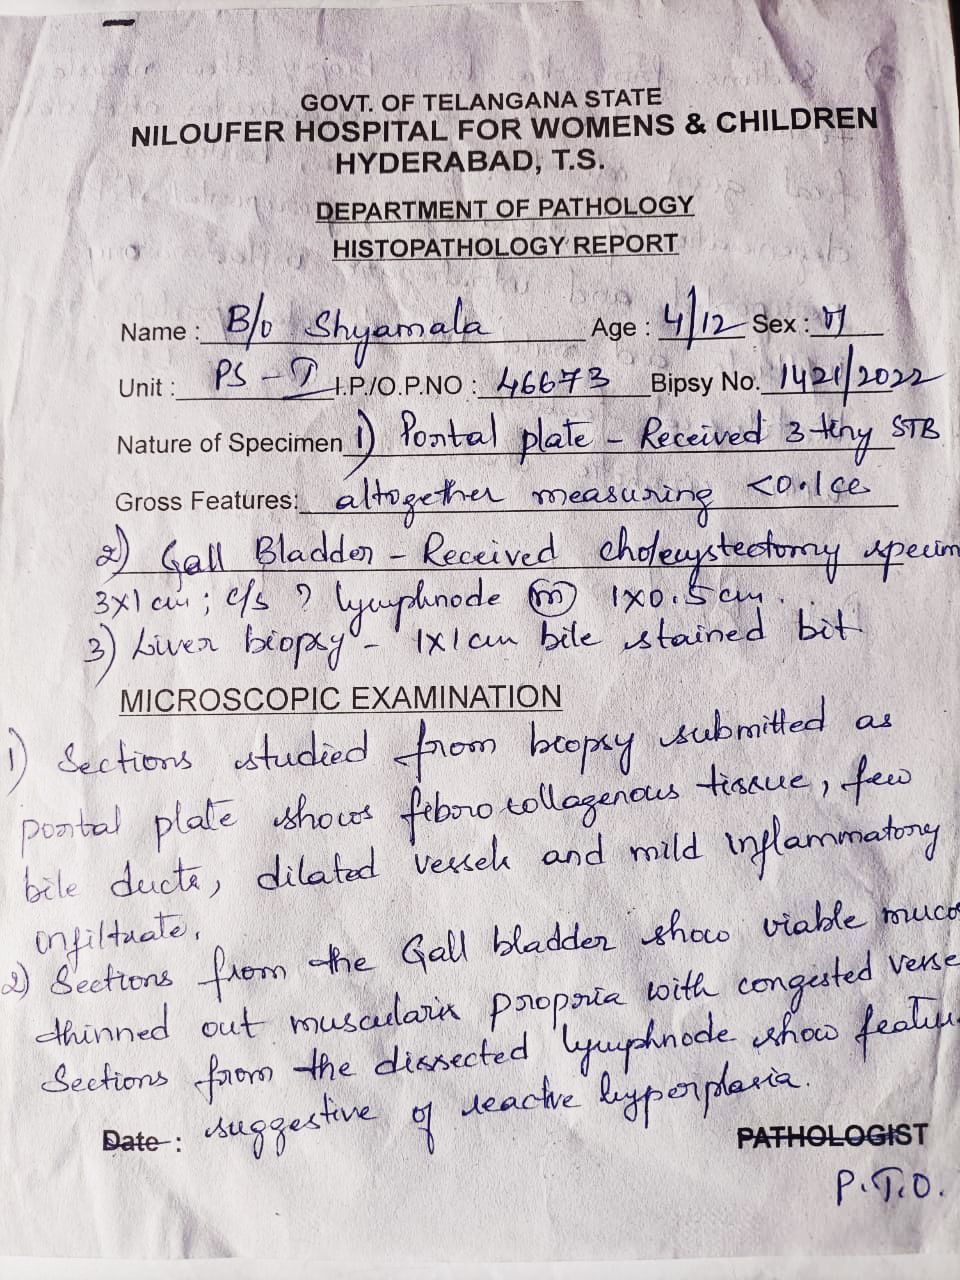 GOVT. OF TELANGANA STATE
NILOUFER HOSPITAL FOR WOMENS & CHILDREN
HYDERABAD, T.S.
DEPARTMENT OF PATHOLOGY
HISTOPATHOLOGY REPORT
Name : B/o Shyamala Age : 4/12 Sex :
Unit : PS - I I.P./O.P.NO : 46673 Bipsy No. 1421/2022
Nature of Specimen 1) Portal plate - Received 3 tiny STB
Gross Features: altogether measuring <0.1cc
2) Gall Bladder - Received cholecystectomy specim
3x1 cm ; c/s ? lymphnode m 1x0.5 cm.
3) Liver biopsy - 1x1 cm bile stained bit
MICROSCOPIC EXAMINATION
1) Sections studied from biopsy submitted as
portal plate shows fibrocollagenous tissue, few
bile ducts, dilated vessels and mild inflammatory
infiltrate.
2) Sections from the Gall bladder show viable muco
thinned out muscularis propria with congested vesse
Sections from the dissected lymphnode show featu
Date : suggestive of reactive hyperplasia.
PATHOLOGIST
P.T.O.